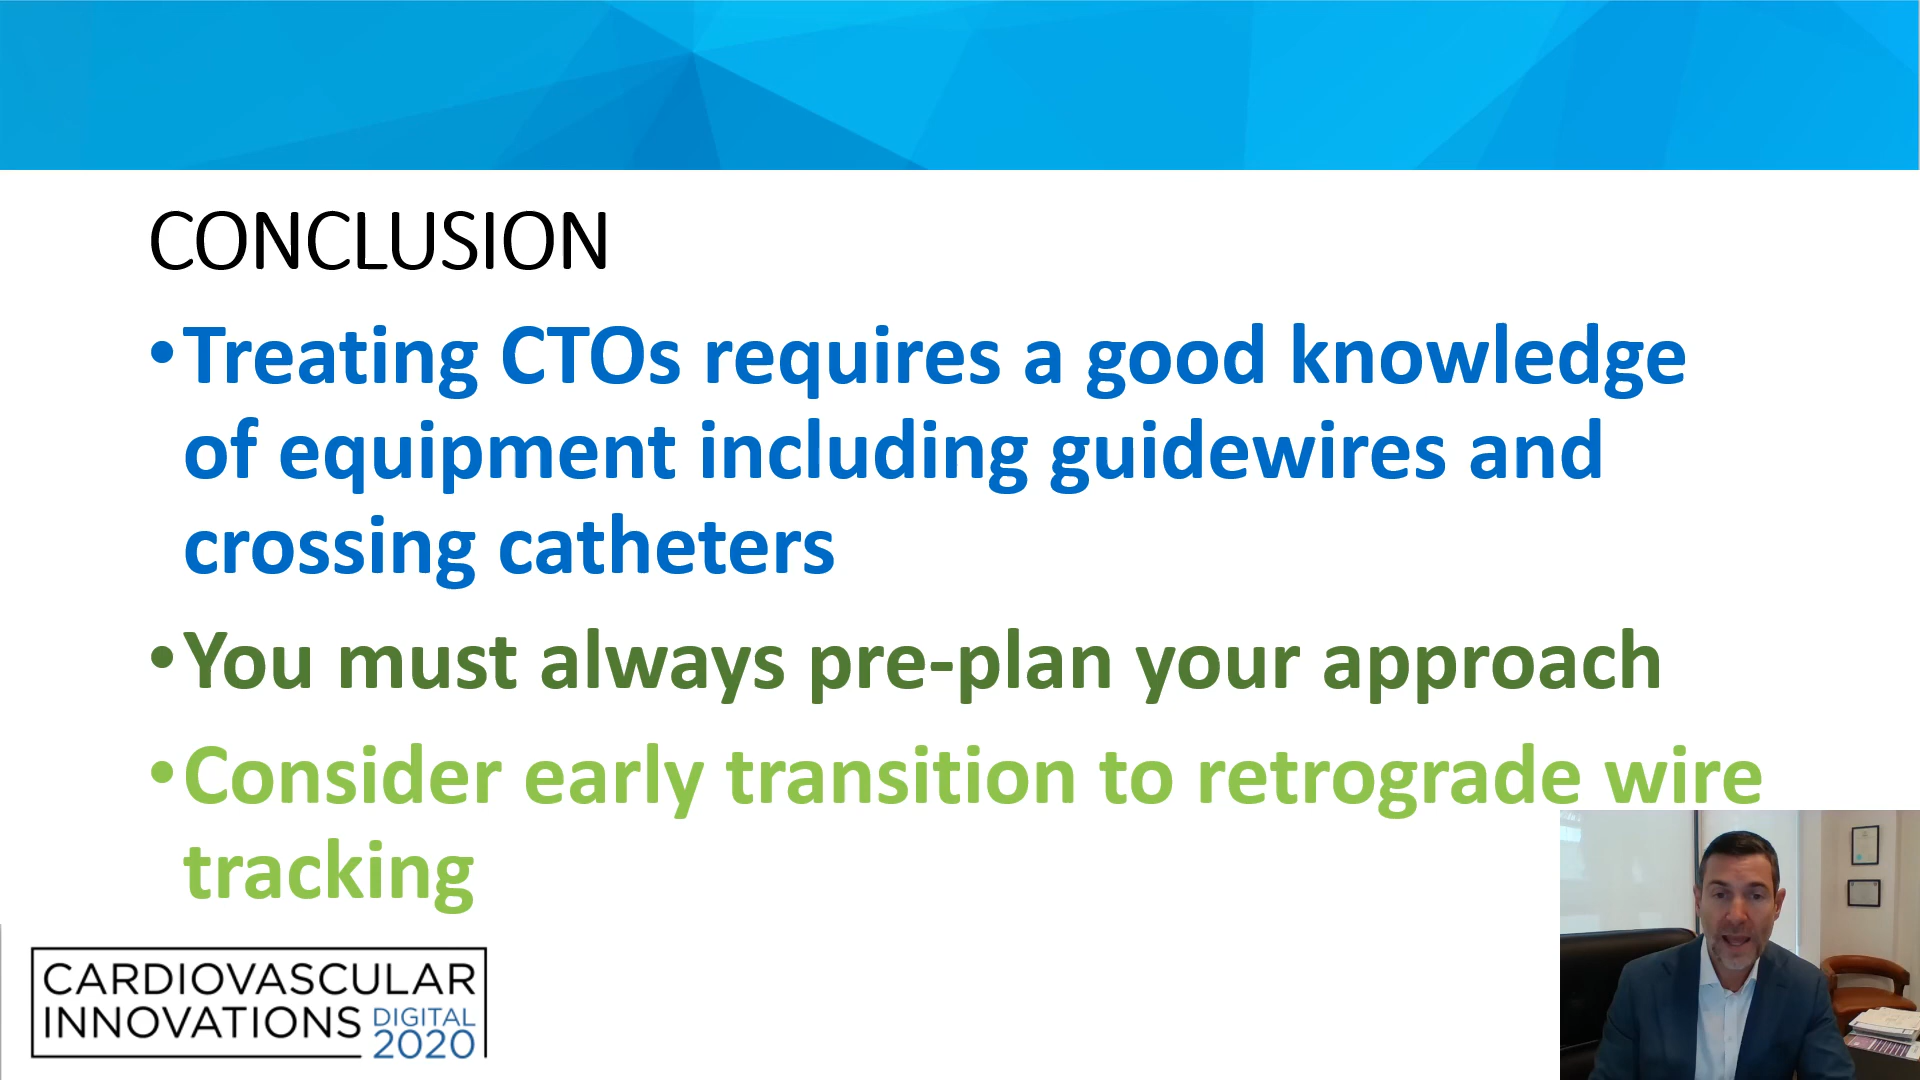 CONCLUSION
•Treating CTOs requires a good knowledge
of equipment including guidewires and
crossing catheters
•You must always pre-plan your approach
•Consider early transition to retrograde wire
tracking
CARDIOVASCULAR
INNOVATIONS DIGITAL
2020